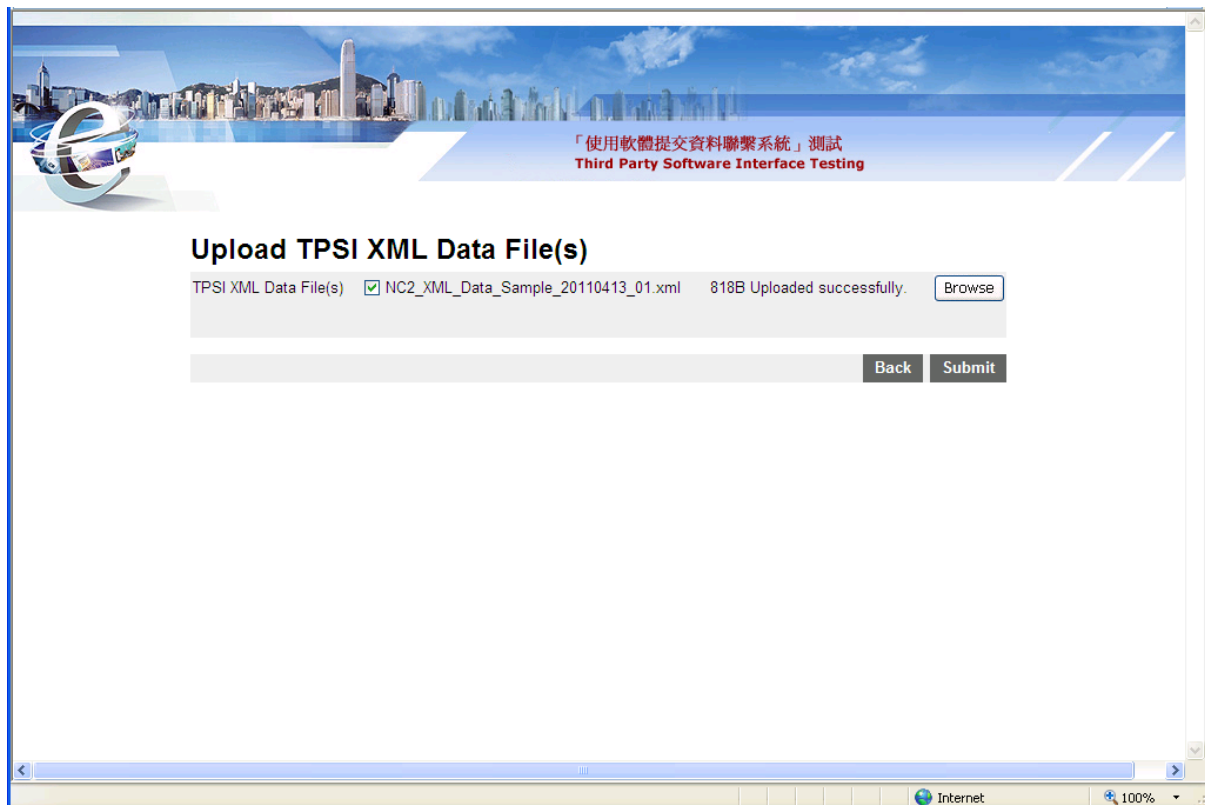 「使用軟體提交資料聯繫系統」測試
Third Party Software Interface Testing
Upload TPSI XML Data File(s)
TPSI XML Data File(s) NC2_XML_Data_Sample_20110413_01.xml 818B Uploaded successfully. Browse
Back Submit
Internet 100%